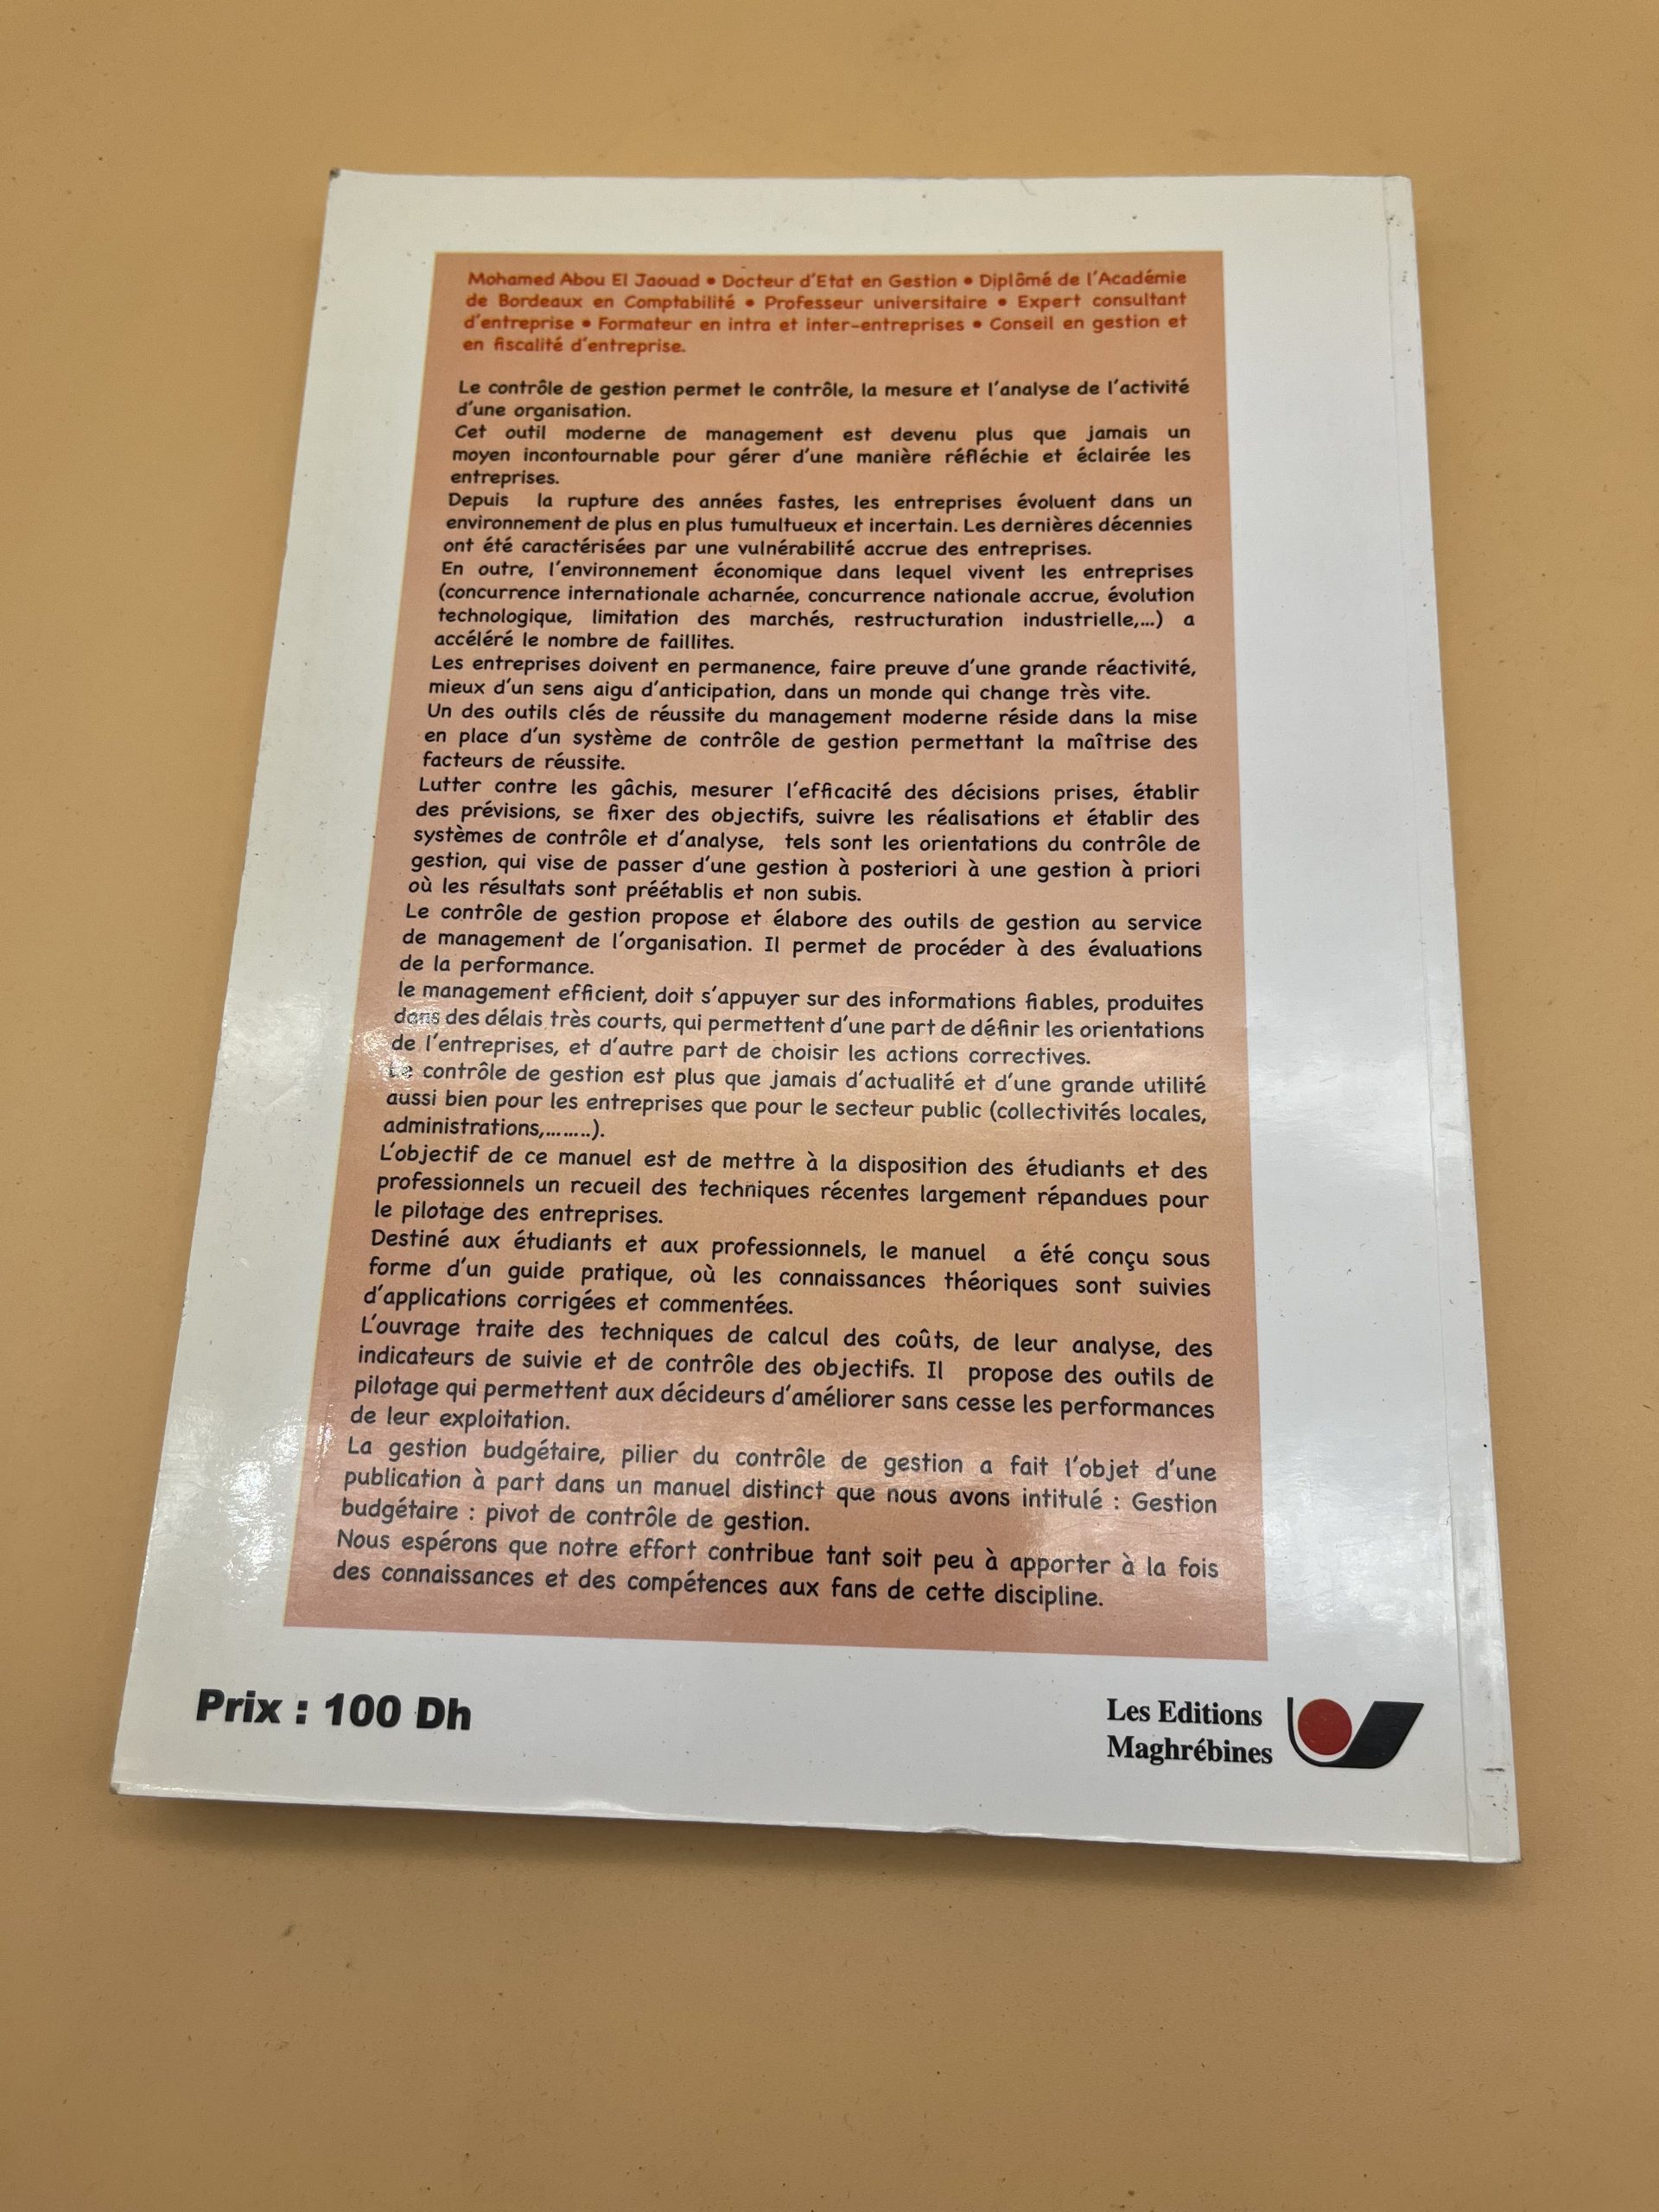 Mohamed Abou El Jaouad • Docteur d'Etat en Gestion • Diplômé de l'Académie
de Bordeaux en Comptabilité • Professeur universitaire • Expert consultant
d'entreprise • Formateur en intra et inter-entreprises • Conseil en gestion et
en fiscalité d'entreprise.
Le contrôle de gestion permet le contrôle, la mesure et l'analyse de l'activité
d'une organisation.
Cet outil moderne de management est devenu plus que jamais un
moyen incontournable pour gérer d'une manière réfléchie et éclairée les
entreprises.
Depuis la rupture des années fastes, les entreprises évoluent dans un
environnement de plus en plus tumultueux et incertain. Les dernières décennies
ont été caractérisées par une vulnérabilité accrue des entreprises.
En outre, l'environnement économique dans lequel vivent les entreprises
(concurrence internationale acharnée, concurrence nationale accrue, évolution
technologique, limitation des marchés, restructuration industrielle,...) a
accéléré le nombre de faillites.
Les entreprises doivent en permanence, faire preuve d'une grande réactivité,
mieux d'un sens aigu d'anticipation, dans un monde qui change très vite.
Un des outils clés de réussite du management moderne réside dans la mise
en place d'un système de contrôle de gestion permettant la maîtrise des
facteurs de réussite.
Lutter contre les gâchis, mesurer l'efficacité des décisions prises, établir
des prévisions, se fixer des objectifs, suivre les réalisations et établir des
systèmes de contrôle et d'analyse, tels sont les orientations du contrôle de
gestion, qui vise de passer d'une gestion à posteriori à une gestion à priori
où les résultats sont préétablis et non subis.
Le contrôle de gestion propose et élabore des outils de gestion au service
de management de l'organisation. Il permet de procéder à des évaluations
de la performance.
le management efficient, doit s'appuyer sur des informations fiables, produites
dans des délais très courts, qui permettent d'une part de définir les orientations
de l'entreprises, et d'autre part de choisir les actions correctives.
Le contrôle de gestion est plus que jamais d'actualité et d'une grande utilité
aussi bien pour les entreprises que pour le secteur public (collectivités locales,
administrations,........).
L'objectif de ce manuel est de mettre à la disposition des étudiants et des
professionnels un recueil des techniques récentes largement répandues pour
le pilotage des entreprises.
Destiné aux étudiants et aux professionnels, le manuel a été conçu sous
forme d'un guide pratique, où les connaissances théoriques sont suivies
d'applications corrigées et commentées.
L'ouvrage traite des techniques de calcul des coûts, de leur analyse, des
indicateurs de suivie et de contrôle des objectifs. Il propose des outils de
pilotage qui permettent aux décideurs d'améliorer sans cesse les performances
de leur exploitation.
La gestion budgétaire, pilier du contrôle de gestion a fait l'objet d'une
publication à part dans un manuel distinct que nous avons intitulé : Gestion
budgétaire : pivot de contrôle de gestion.
Nous espérons que notre effort contribue tant soit peu à apporter à la fois
des connaissances et des compétences aux fans de cette discipline.
Prix : 100 Dh
Les Editions
Maghrébines